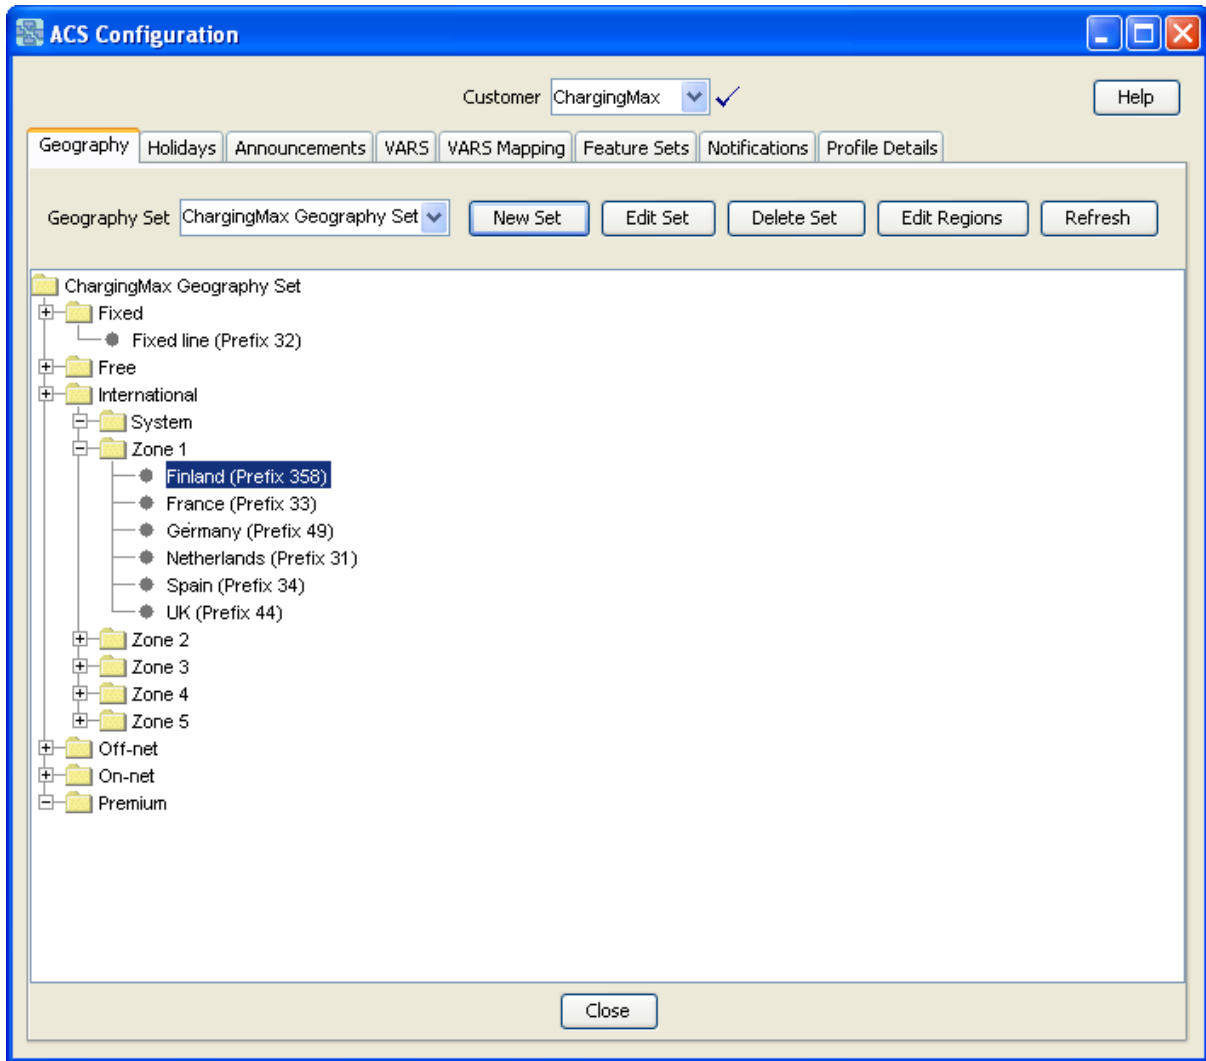 ACS Configuration
Customer ChargingMax Help
Geography Holidays Announcements VARS VARS Mapping Feature Sets Notifications Profile Details
Geography Set ChargingMax Geography Set New Set Edit Set Delete Set Edit Regions Refresh
ChargingMax Geography Set
Fixed
Fixed line (Prefix 32)
Free
International
System
Zone 1
Finland (Prefix 358)
France (Prefix 33)
Germany (Prefix 49)
Netherlands (Prefix 31)
Spain (Prefix 34)
UK (Prefix 44)
Zone 2
Zone 3
Zone 4
Zone 5
Off-net
On-net
Premium
Close